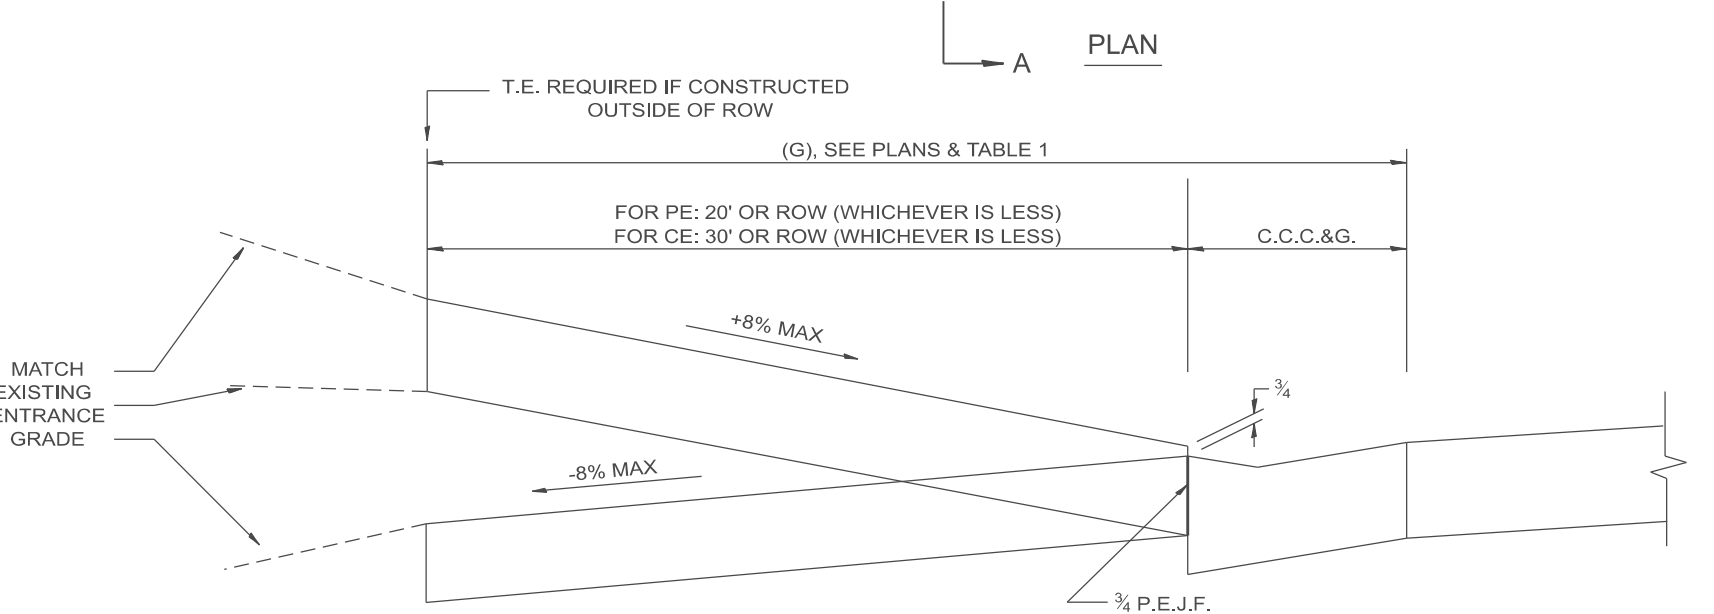 A
PLAN
T.E. REQUIRED IF CONSTRUCTED
OUTSIDE OF ROW
(G), SEE PLANS & TABLE 1
FOR PE: 20' OR ROW (WHICHEVER IS LESS)
FOR CE: 30' OR ROW (WHICHEVER IS LESS)
C.C.C.&G.
+8% MAX
MATCH
EXISTING
ENTRANCE
GRADE
¾
-8% MAX
¾ P.E.J.F.